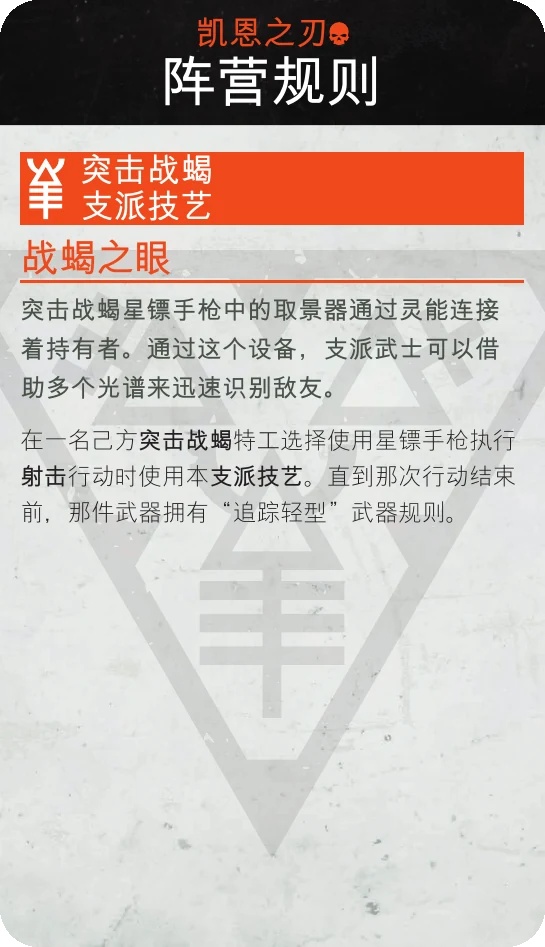 凯恩之刃
阵营规则
突击战蝎
支派技艺
战蝎之眼
突击战蝎星镖手枪中的取景器通过灵能连接
着持有者。通过这个设备，支派武士可以借
助多个光谱来迅速识别敌友。
在一名己方突击战蝎特工选择使用星镖手枪执行
射击行动时使用本支派技艺。直到那次行动结束
前，那件武器拥有“追踪轻型”武器规则。